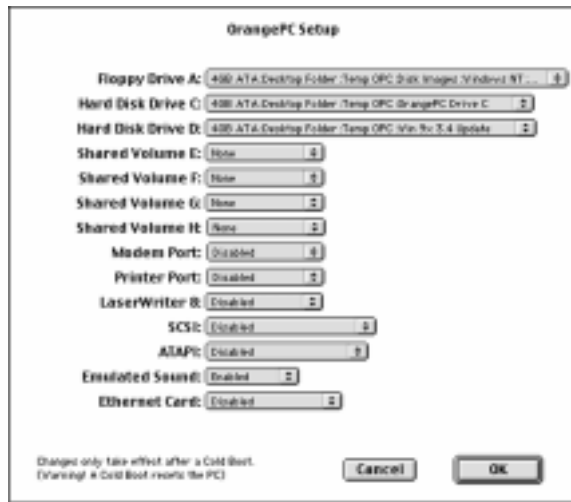 OrangePC Setup
Floppy Drive A: 4GB ATA:Desktop Folder:Temp OPC:Disk Images:Windows NT ...
Hard Disk Drive C: 4GB ATA:Desktop Folder:Temp OPC:OrangePC Drive C
Hard Disk Drive D: 4GB ATA:Desktop Folder:Temp OPC:Win 9x 3.4 Update
Shared Volume E: None
Shared Volume F: None
Shared Volume G: None
Shared Volume H: None
Modem Port: Disabled
Printer Port: Disabled
LaserWriter 8: Disabled
SCSI: Disabled
ATAPI: Disabled
Emulated Sound: Enabled
Ethernet Card: Disabled
Changes only take effect after a Cold Boot.
(Warning! A Cold Boot resets the PC)
Cancel
OK